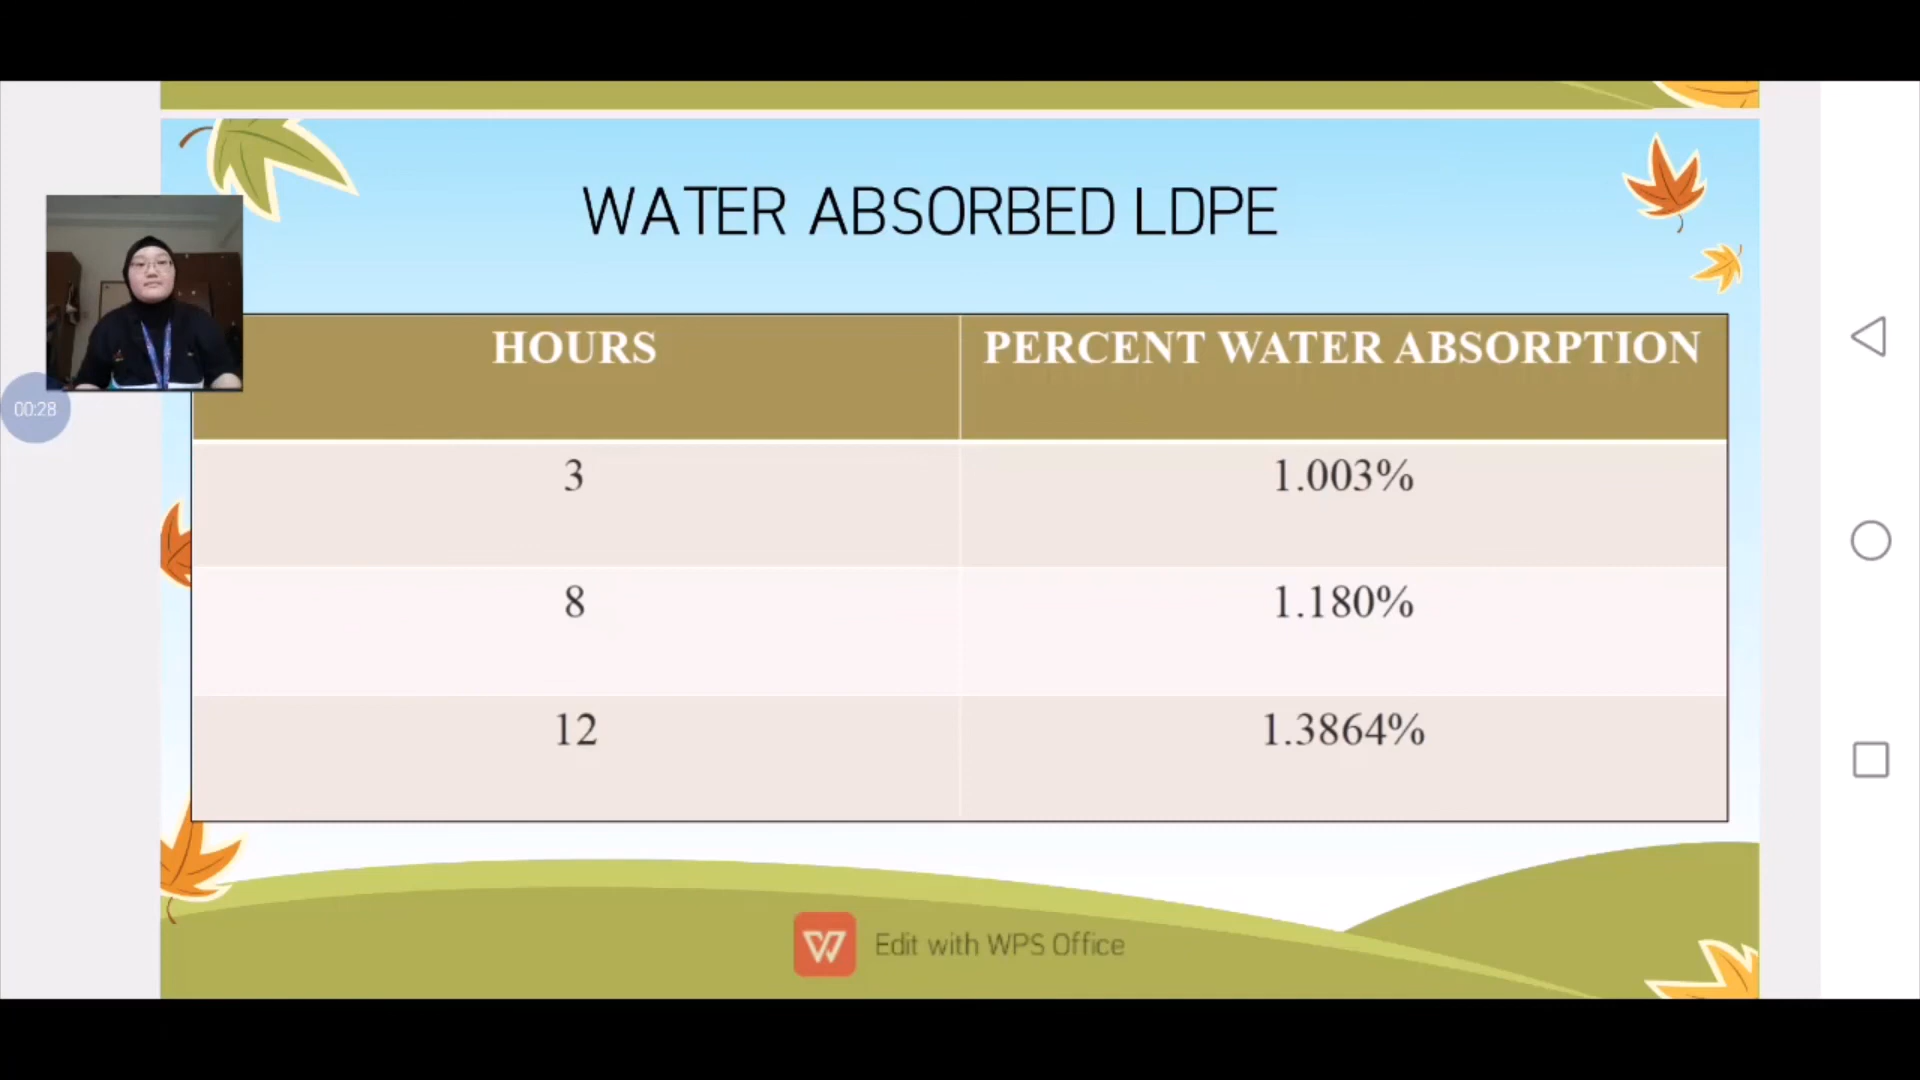 WATER ABSORBED LDPE
00:28
HOURS PERCENT WATER ABSORPTION
3 1.003%
8 1.180%
12 1.3864%
Edit with WPS Office